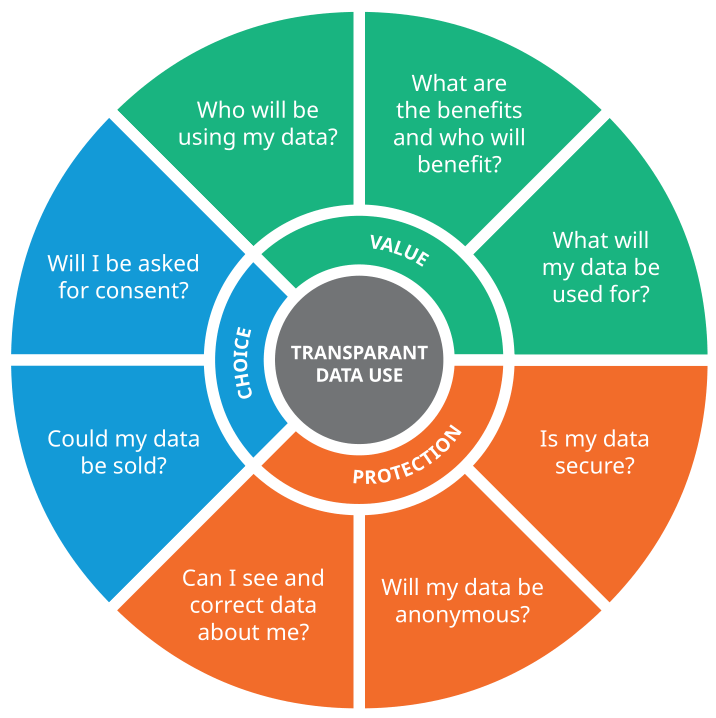 Who will be
using my data?
What are
the benefits
and who will
benefit?
What will
my data be
used for?
Is my data
secure?
Will my data be
anonymous?
Can I see and
correct data
about me?
Could my data
be sold?
Will I be asked
for consent?
VALUE
PROTECTION
CHOICE
TRANSPARANT
DATA USE